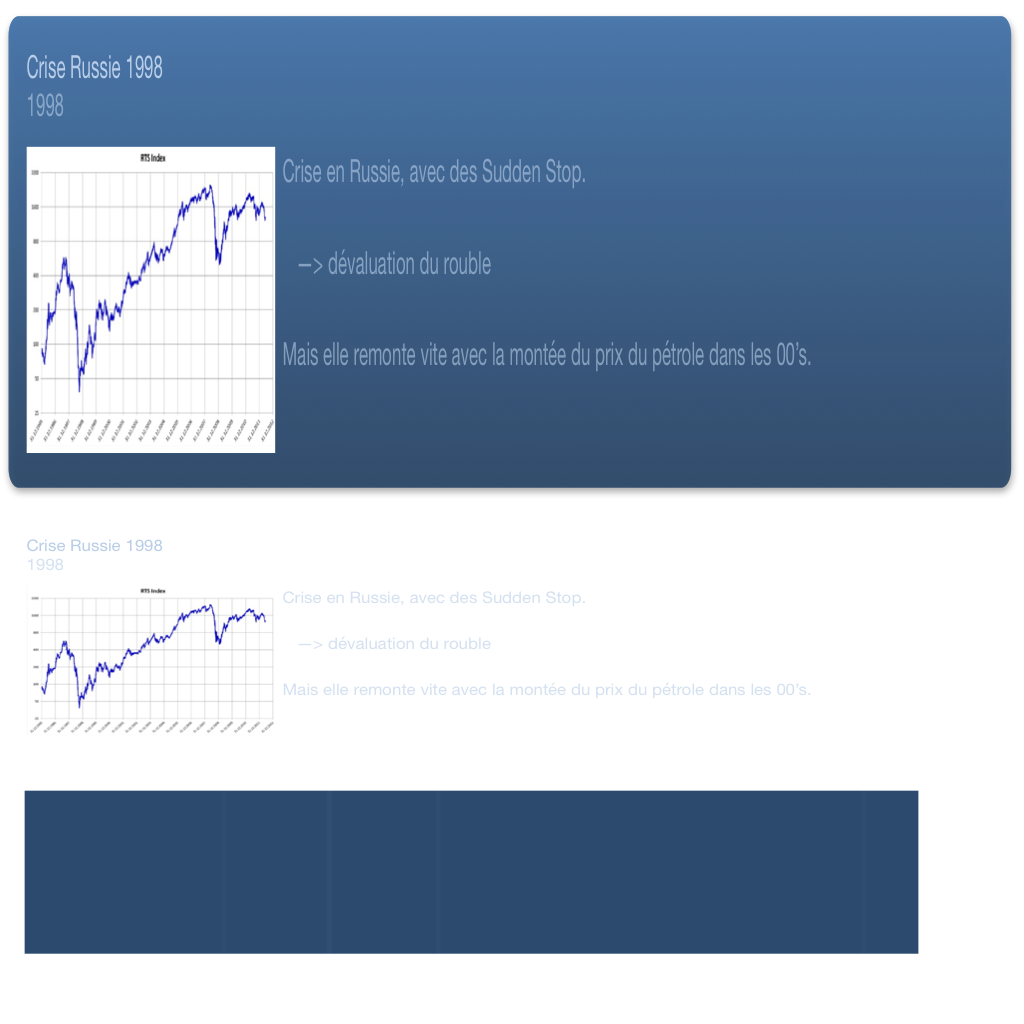 Crise Russie 1998
1998
RTS Index
Crise en Russie, avec des Sudden Stop.
—> dévaluation du rouble
Mais elle remonte vite avec la montée du prix du pétrole dans les 00’s.
Crise Russie 1998
1998
RTS Index
Crise en Russie, avec des Sudden Stop.
—> dévaluation du rouble
Mais elle remonte vite avec la montée du prix du pétrole dans les 00’s.